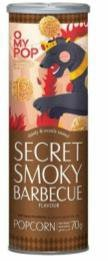 O
MY
POP
SECRET
SMOKY
BARBECUE
FLAVOUR
POPCORN
70g